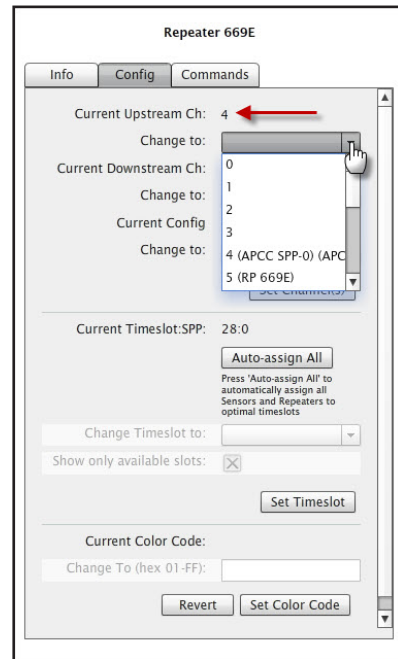 Repeater 669E
Info Config Commands
Current Upstream Ch: 4
Change to:
0
1
2
3
4 (APCC SPP-0) (APC
5 (RP 669E)
Current Downstream Ch:
Change to:
Current Config
Change to:
Set Channel(s)
Current Timeslot:SPP: 28:0
Auto-assign All
Press 'Auto-assign All' to
automatically assign all
Sensors and Repeaters to
optimal timeslots
Change Timeslot to:
Show only available slots:
Set Timeslot
Current Color Code:
Change To (hex 01-FF):
Revert Set Color Code